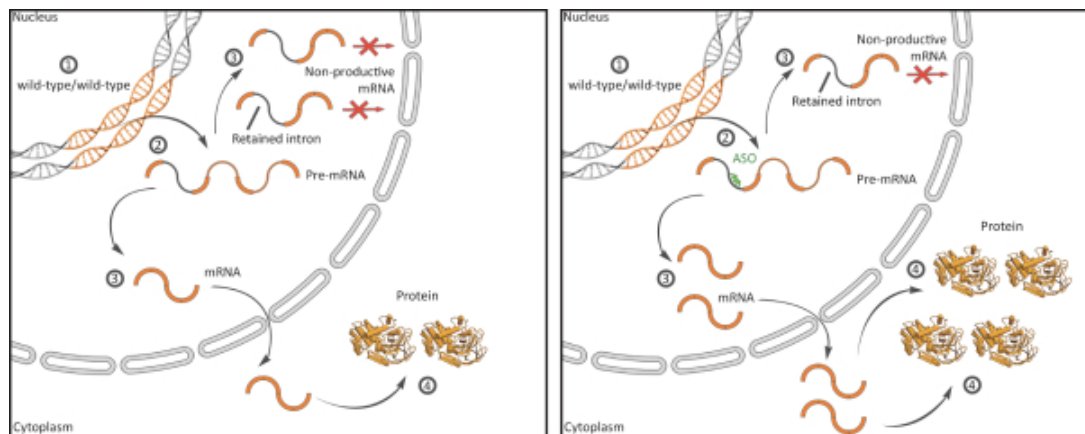 Nucleus
①
wild-type/wild-type
③
Non-productive
mRNA
Retained intron
②
Pre-mRNA
③
mRNA
Protein
④
Cytoplasm
Nucleus
①
wild-type/wild-type
③
Non-productive
mRNA
Retained intron
②
ASO
Pre-mRNA
Protein
③
mRNA
④
④
Cytoplasm